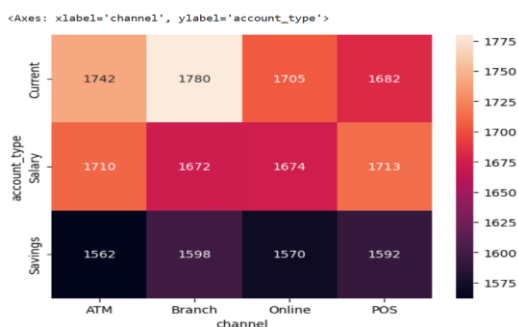 <Axes: xlabel='channel', ylabel='account_type'>
account_type
Current 1742 1780 1705 1682
Salary 1710 1672 1674 1713
Savings 1562 1598 1570 1592
ATM Branch Online POS
channel
1775
1750
1725
1700
1675
1650
1625
1600
1575